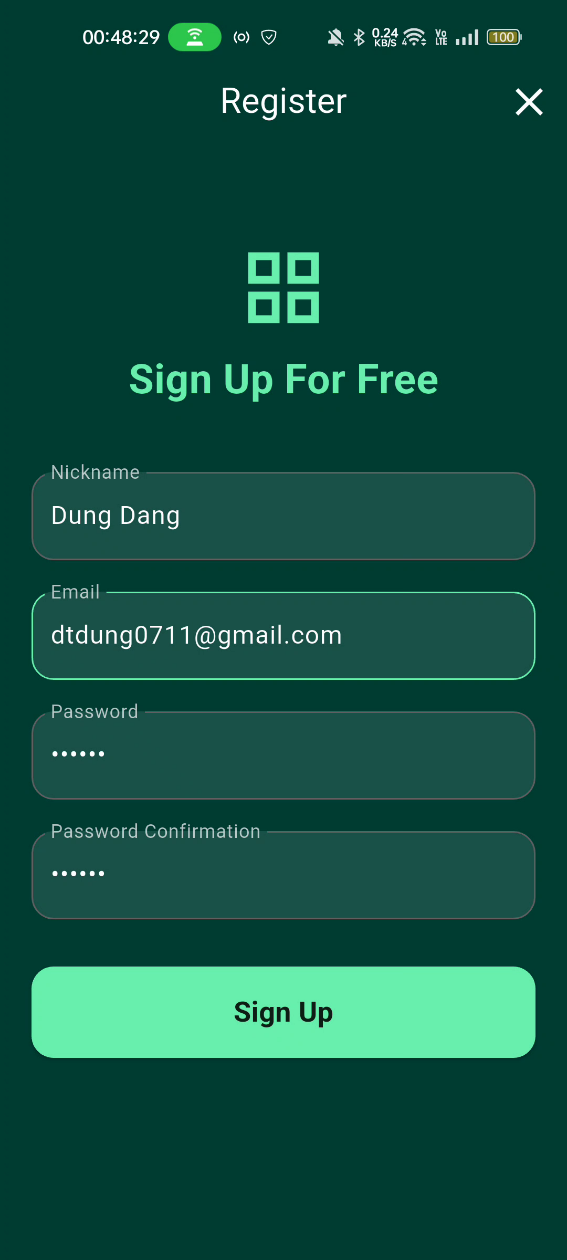 00:48:29 0.24 KB/S 4 Vo LTE 100
Register
Sign Up For Free
Nickname
Dung Dang
Email
dtdung0711@gmail.com
Password
••••••
Password Confirmation
••••••
Sign Up